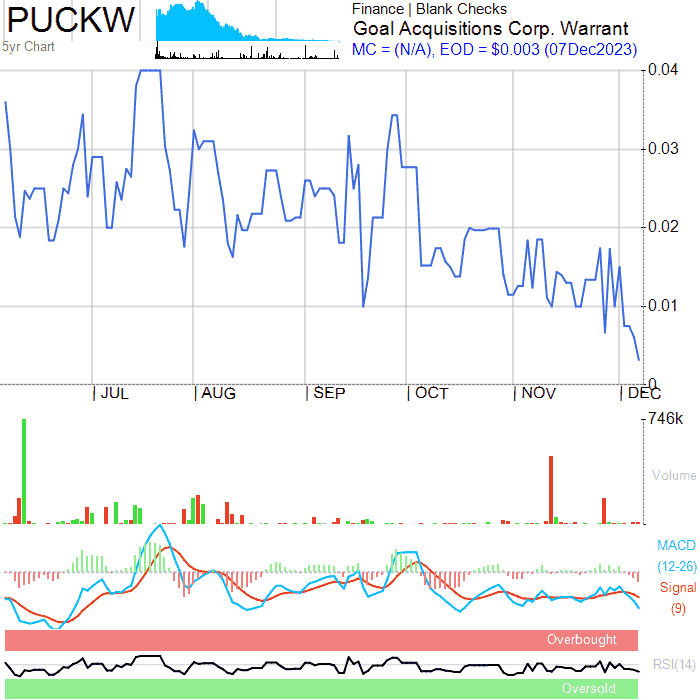 PUCKW
5yr Chart
Finance | Blank Checks
Goal Acquisitions Corp. Warrant
MC = (N/A), EOD = $0.003 (07Dec2023)
0.04
0.03
0.02
0.01
0
JUL AUG SEP OCT NOV DEC
746k
Volume
MACD
(12-26)
Signal
(9)
Overbought
RSI(14)
Oversold